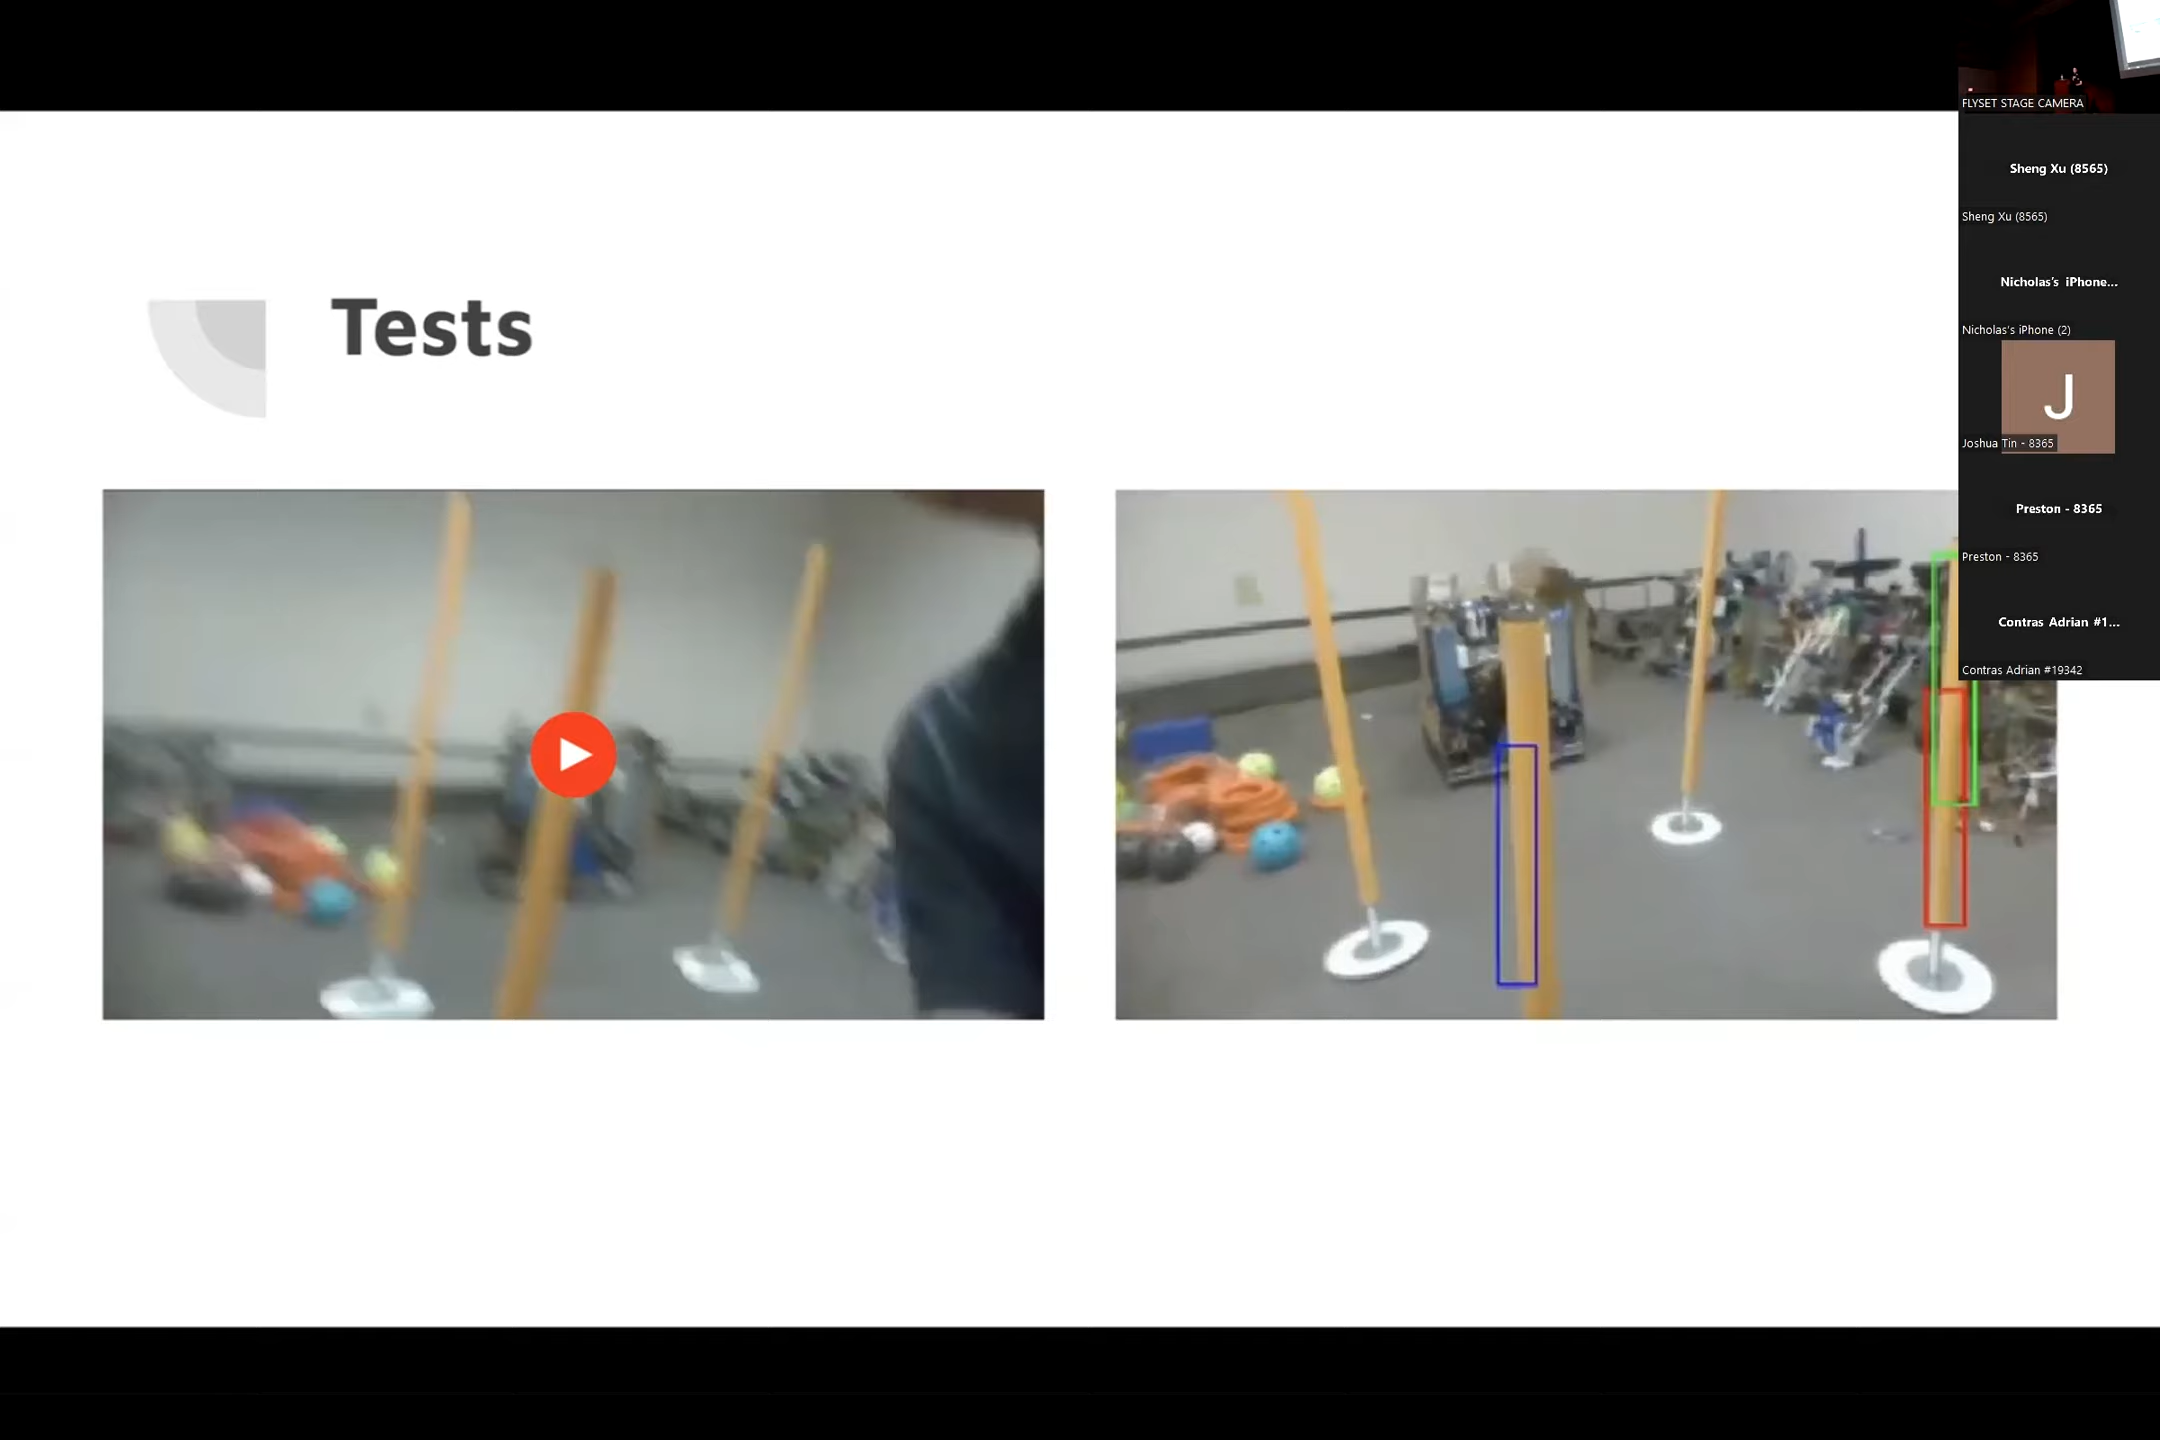 Tests
FLYSET STAGE CAMERA
Sheng Xu (8565)
Sheng Xu (8565)
Nicholas's iPhone...
Nicholas's iPhone (2)
J
Joshua Tin - 8365
Preston - 8365
Preston - 8365
Contras Adrian #1...
Contras Adrian #19342